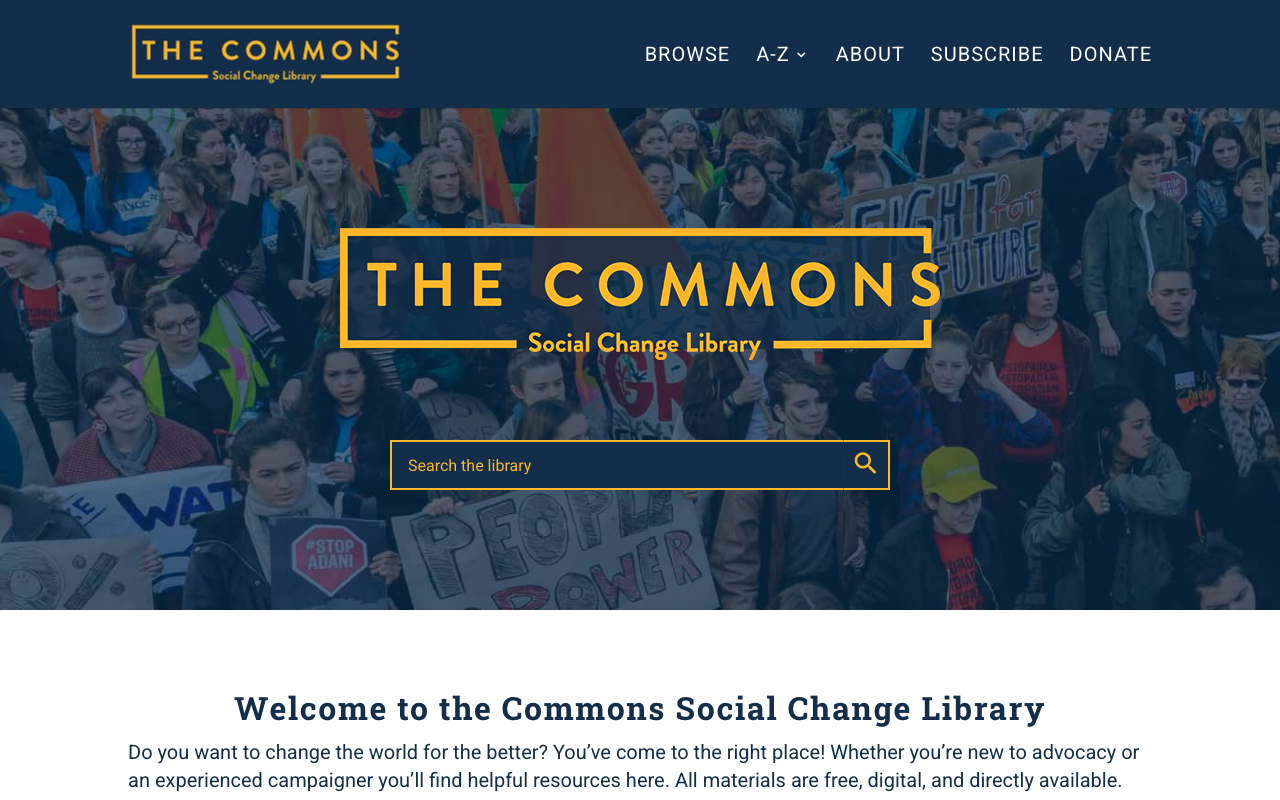 THE COMMONS
Social Change Library
BROWSE A-Z ABOUT SUBSCRIBE DONATE
FIGHT for
FUTURE
THE COMMONS
Social Change Library
GR
Search the library
WAT
#STOP
ADANI
PEOPLE
POWER
Welcome to the Commons Social Change Library
Do you want to change the world for the better? You’ve come to the right place! Whether you’re new to advocacy or
an experienced campaigner you’ll find helpful resources here. All materials are free, digital, and directly available.